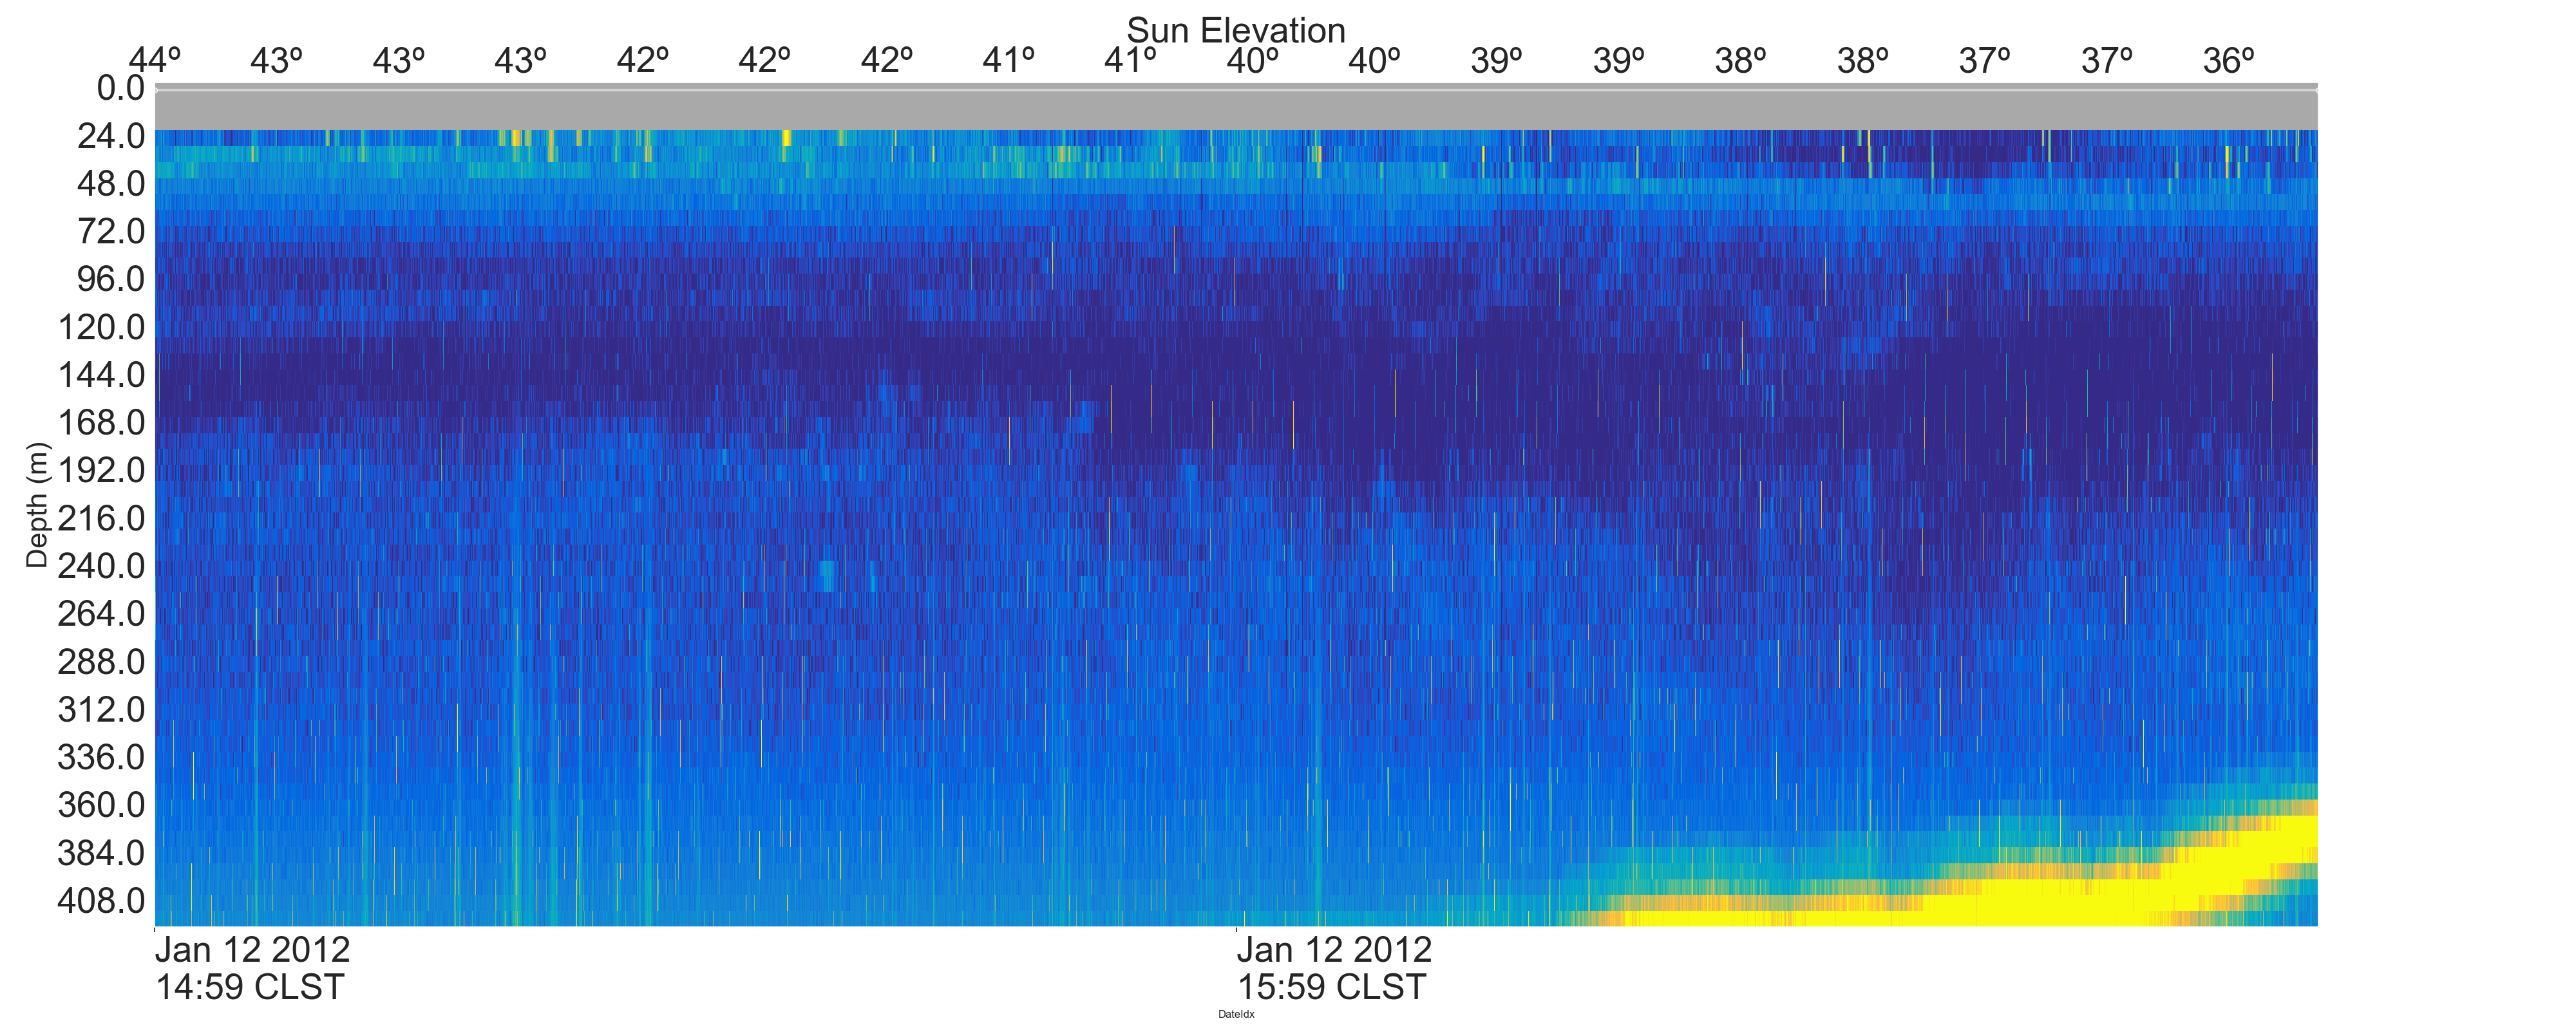 Sun Elevation
44º 43º 43º 43º 42º 42º 42º 41º 41º 40º 40º 39º 39º 38º 38º 37º 37º 36º
0.0
24.0
48.0
72.0
96.0
120.0
144.0
168.0
192.0
216.0
240.0
264.0
288.0
312.0
336.0
360.0
384.0
408.0
Depth (m)
Jan 12 2012
14:59 CLST
Jan 12 2012
15:59 CLST
DateIdx